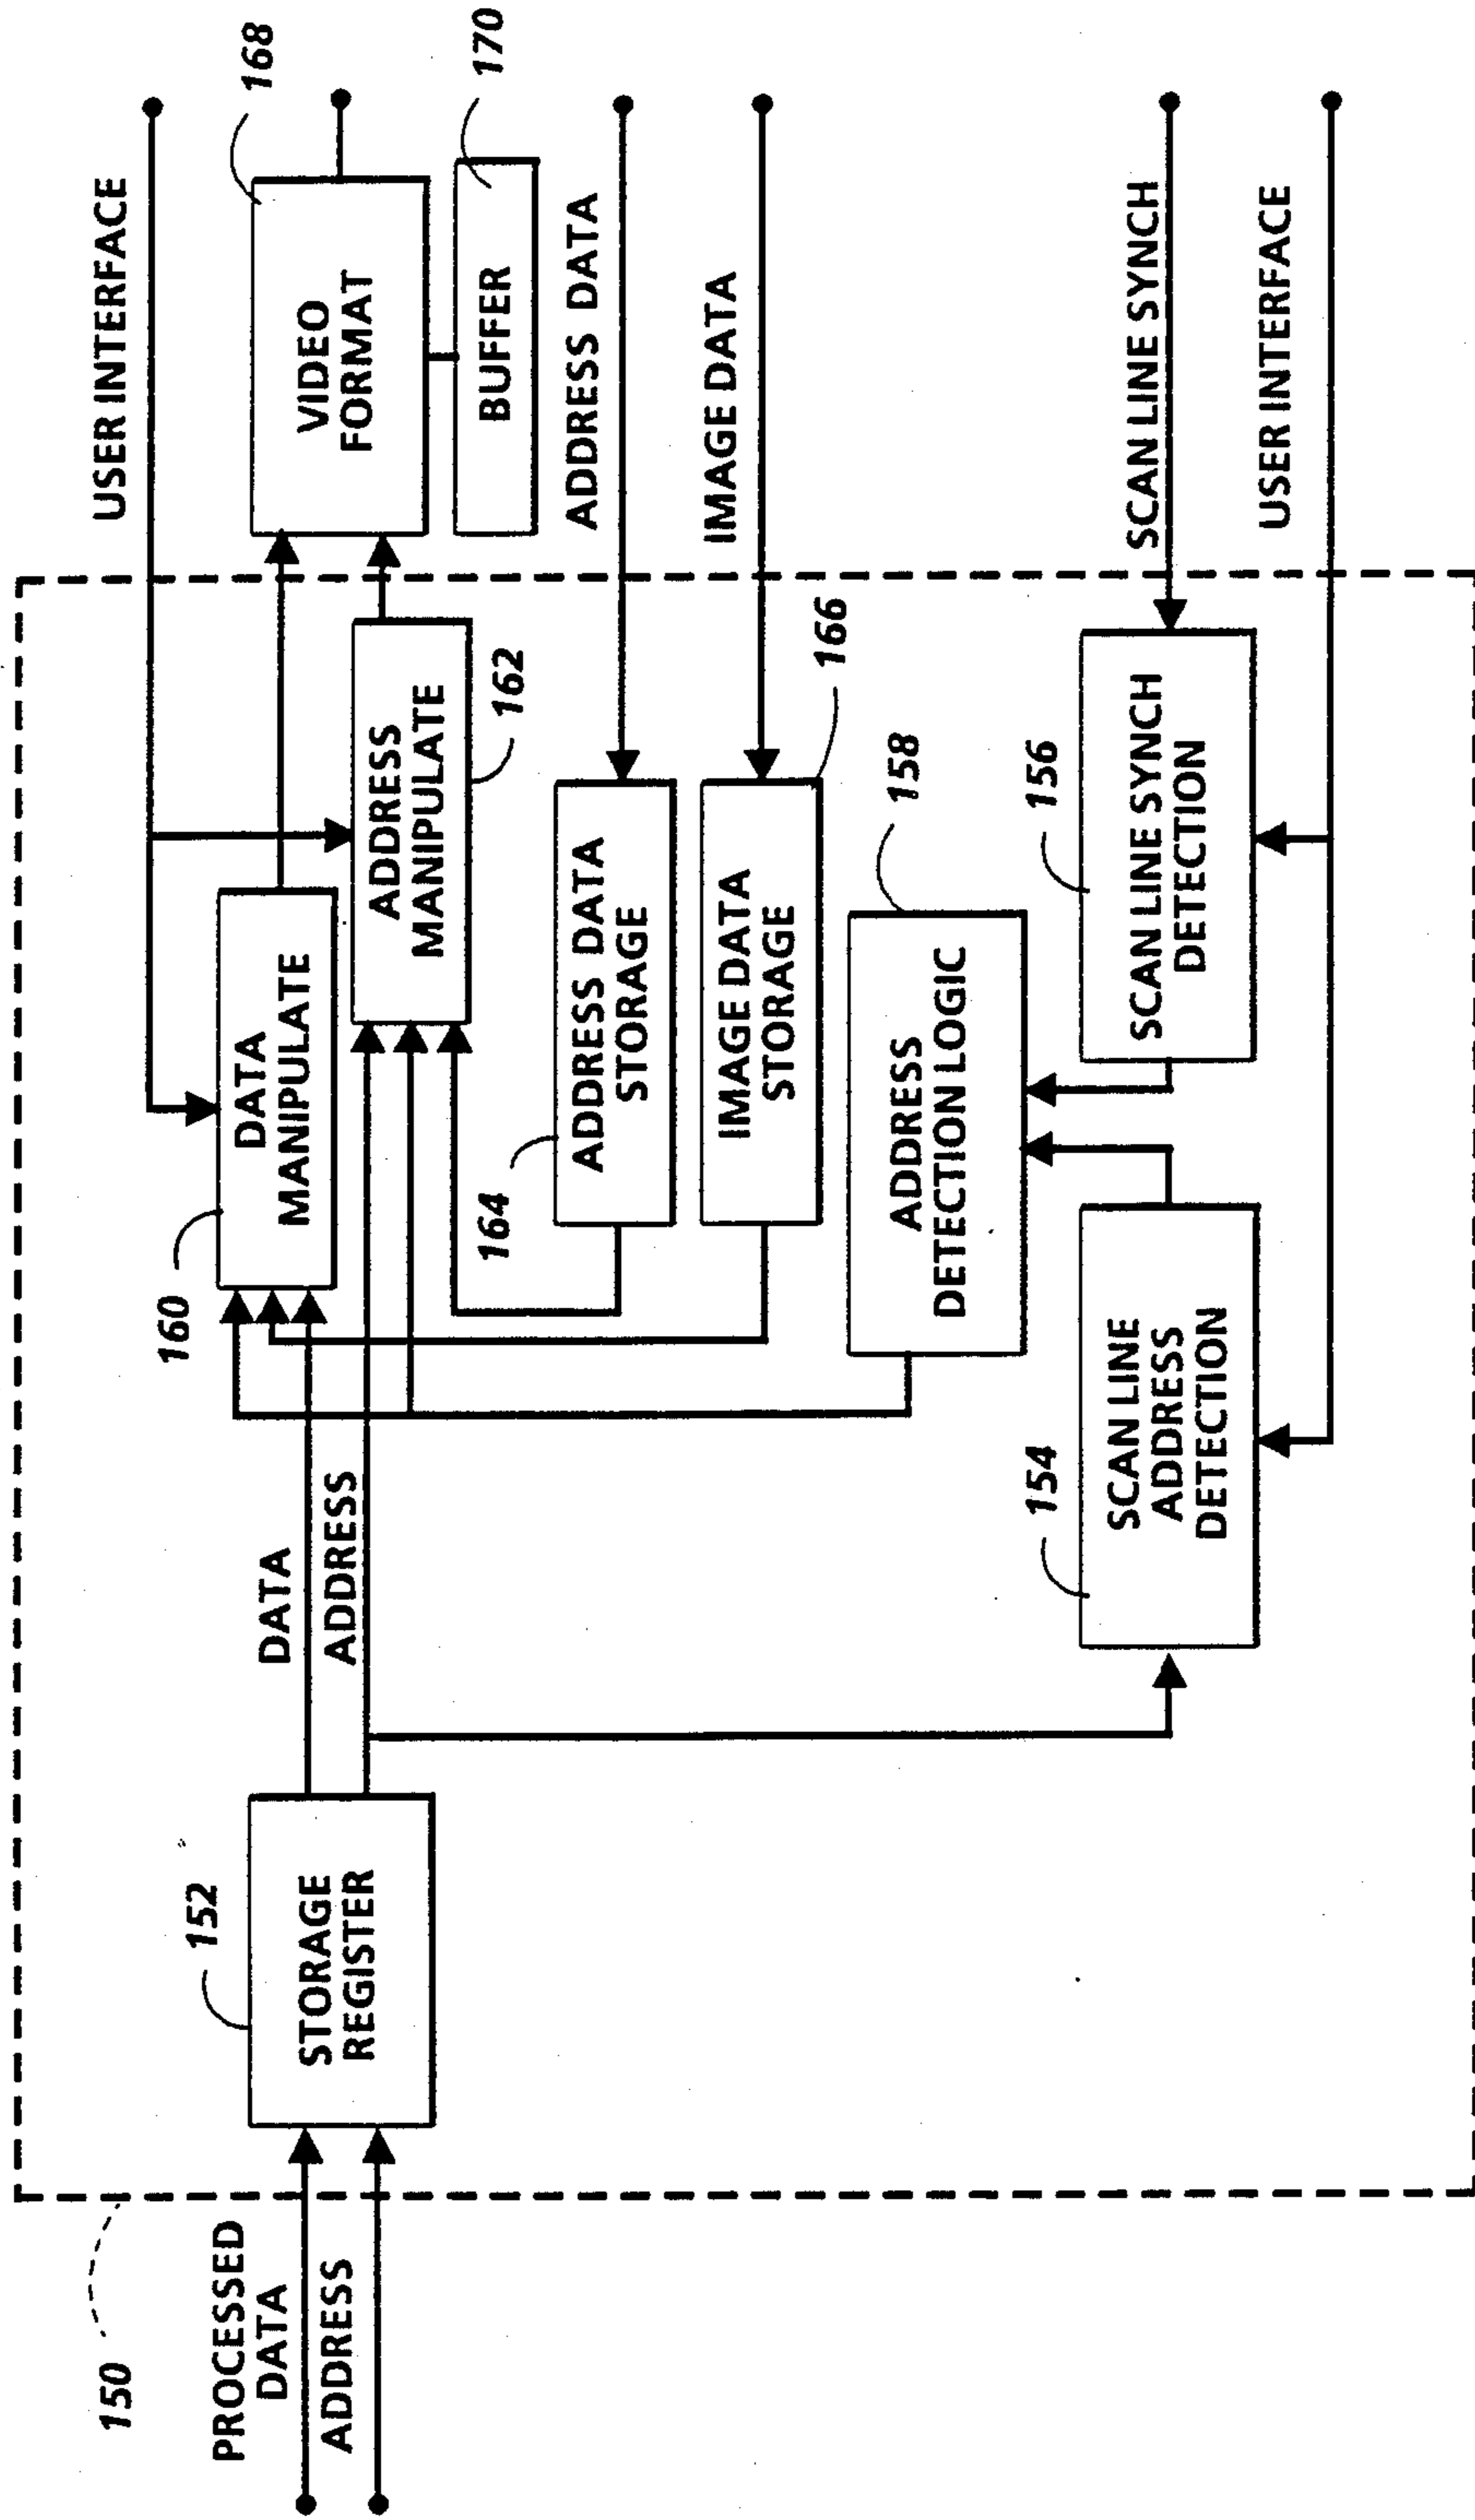 150
PROCESSED
DATA
ADDRESS
152
STORAGE
REGISTER
DATA
ADDRESS
160
DATA
MANIPULATE
USER INTERFACE
168
VIDEO
FORMAT
170
BUFFER
ADDRESS
MANIPULATE
162
ADDRESS DATA
164
ADDRESS DATA
STORAGE
IMAGE DATA
166
IMAGE DATA
STORAGE
158
ADDRESS
DETECTION LOGIC
154
SCAN LINE
ADDRESS
DETECTION
156
SCAN LINE SYNCH
DETECTION
SCAN LINE SYNCH
USER INTERFACE